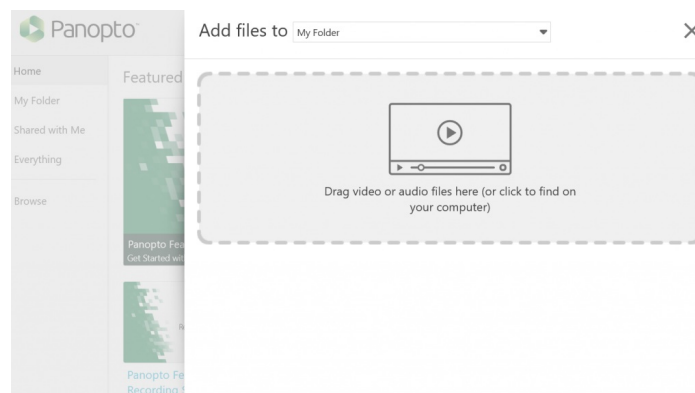 Panopto
Add files to My Folder
Home
My Folder
Shared with Me
Everything
Browse
Featured
Panopto Fea
Get Started with
Panopto Fe
Recording S
Drag video or audio files here (or click to find on
your computer)